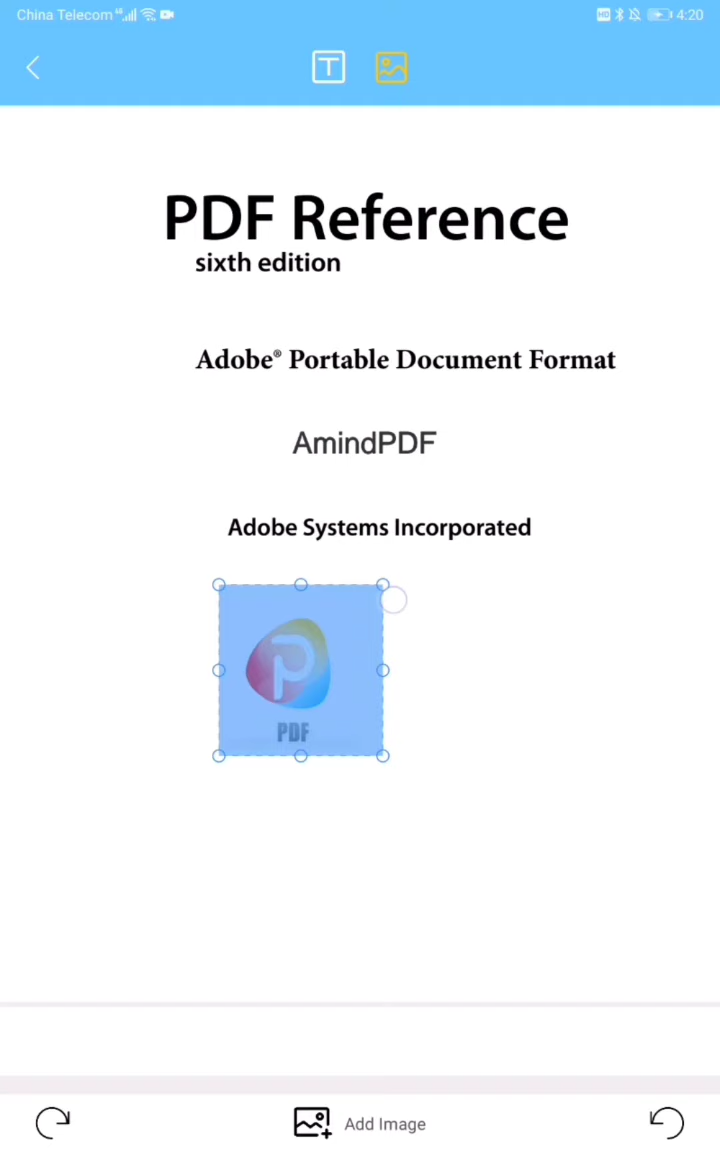 China Telecom 4:20
PDF Reference
sixth edition
Adobe® Portable Document Format
AmindPDF
Adobe Systems Incorporated
PDF
Add Image